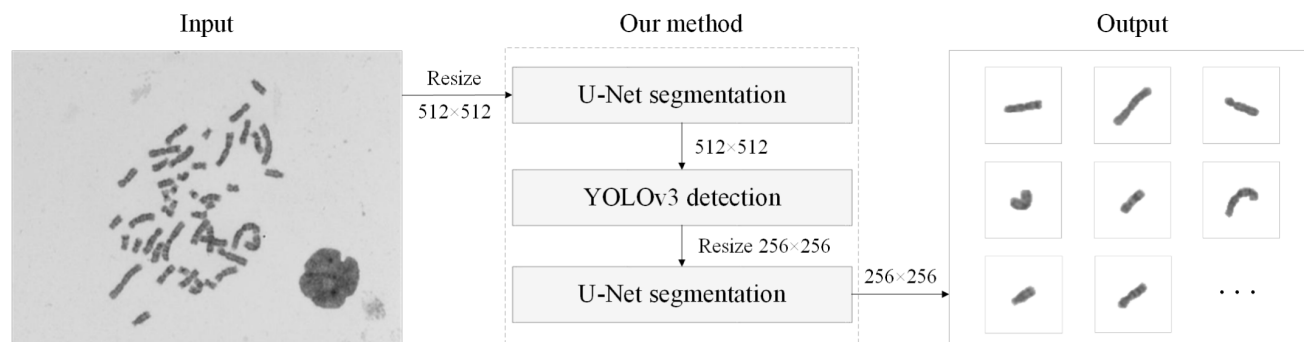 Input
Our method
Output
Resize
512×512
U-Net segmentation
512×512
YOLOv3 detection
Resize 256×256
U-Net segmentation
256×256
. . .